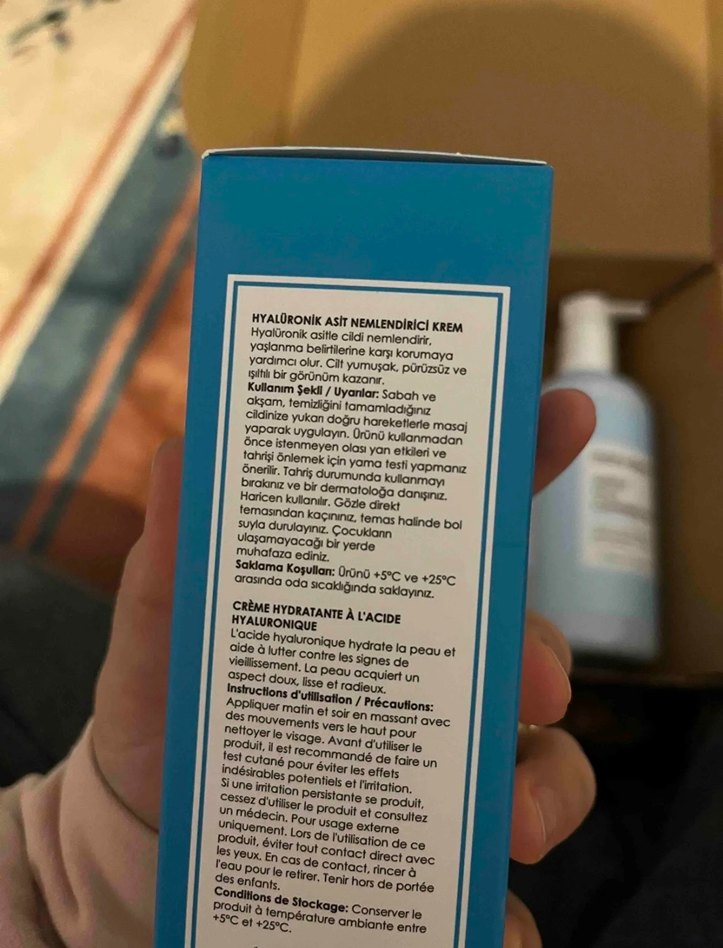 HYALÜRONİK ASİT NEMLENDİRİCİ KREM
Hyalüronik asitle cildi nemlendirir,
yaşlanma belirtilerine karşı korumaya
yardımcı olur. Cilt yumuşak, pürüzsüz ve
ışıltılı bir görünüm kazanır.
Kullanım Şekli / Uyarılar: Sabah ve
akşam, temizliğini tamamladığınız
cildinize yukarı doğru hareketlerle masaj
yaparak uygulayın. Ürünü kullanmadan
önce istenmeyen olası yan etkileri ve
tahrişi önlemek için yama testi yapmanız
önerilir. Tahriş durumunda kullanmayı
bırakınız ve bir dermatoloğa danışınız.
Haricen kullanılır. Gözle direkt
temasından kaçınınız, temas halinde bol
suyla durulayınız. Çocukların
ulaşamayacağı bir yerde
muhafaza ediniz.
Saklama Koşulları: Ürünü +5°C ve +25°C
arasında oda sıcaklığında saklayınız.
CRÈME HYDRATANTE À L'ACIDE
HYALURONIQUE
L'acide hyaluronique hydrate la peau et
aide à lutter contre les signes de
vieillissement. La peau acquiert un
aspect doux, lisse et radieux.
Instructions d'utilisation / Précautions:
Appliquer matin et soir en massant avec
des mouvements vers le haut pour
nettoyer le visage. Avant d'utiliser le
produit, il est recommandé de faire un
test cutané pour éviter les effets
indésirables potentiels et l'irritation.
Si une irritation persistante se produit,
cessez d'utiliser le produit et consultez
un médecin. Pour usage externe
uniquement. Lors de l'utilisation de ce
produit, éviter tout contact direct avec
les yeux. En cas de contact, rincer à
l'eau pour le retirer. Tenir hors de portée
des enfants.
Conditions de Stockage: Conserver le
produit à température ambiante entre
+5°C et +25°C.